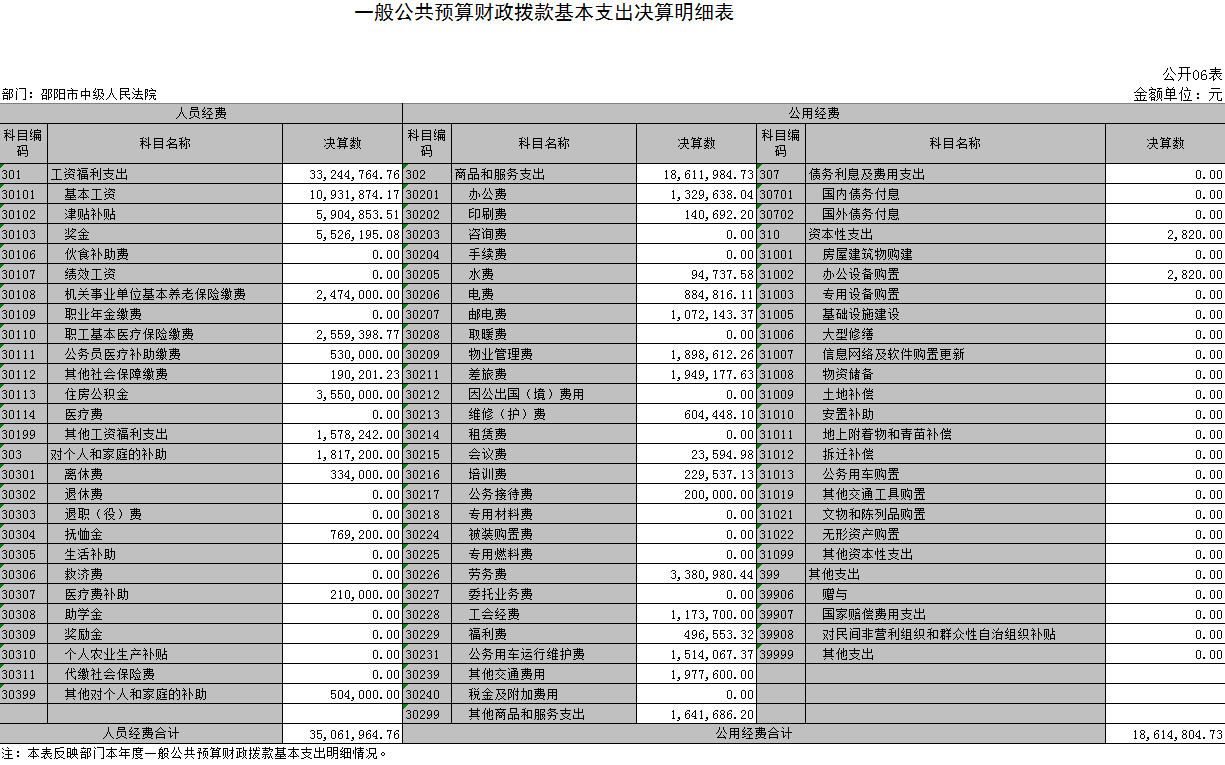 一般公共预算财政拨款基本支出决算明细表
公开06表
部门：邵阳市中级人民法院 金额单位：元
人员经费 公用经费
科目编码 科目名称 决算数 科目编码 科目名称 决算数 科目编码 科目名称 决算数
301 工资福利支出 33,244,764.76 302 商品和服务支出 18,611,984.73 307 债务利息及费用支出 0.00
30101 基本工资 10,931,874.17 30201 办公费 1,329,638.04 30701 国内债务付息 0.00
30102 津贴补贴 5,904,853.51 30202 印刷费 140,692.20 30702 国外债务付息 0.00
30103 奖金 5,526,195.08 30203 咨询费 0.00 310 资本性支出 2,820.00
30106 伙食补助费 0.00 30204 手续费 0.00 31001 房屋建筑物购建 0.00
30107 绩效工资 0.00 30205 水费 94,737.58 31002 办公设备购置 2,820.00
30108 机关事业单位基本养老保险缴费 2,474,000.00 30206 电费 884,816.11 31003 专用设备购置 0.00
30109 职业年金缴费 0.00 30207 邮电费 1,072,143.37 31005 基础设施建设 0.00
30110 职工基本医疗保险缴费 2,559,398.77 30208 取暖费 0.00 31006 大型修缮 0.00
30111 公务员医疗补助缴费 530,000.00 30209 物业管理费 1,898,612.26 31007 信息网络及软件购置更新 0.00
30112 其他社会保障缴费 190,201.23 30211 差旅费 1,949,177.63 31008 物资储备 0.00
30113 住房公积金 3,550,000.00 30212 因公出国（境）费用 0.00 31009 土地补偿 0.00
30114 医疗费 0.00 30213 维修（护）费 604,448.10 31010 安置补助 0.00
30199 其他工资福利支出 1,578,242.00 30214 租赁费 0.00 31011 地上附着物和青苗补偿 0.00
303 对个人和家庭的补助 1,817,200.00 30215 会议费 23,594.98 31012 拆迁补偿 0.00
30301 离休费 334,000.00 30216 培训费 229,537.13 31013 公务用车购置 0.00
30302 退休费 0.00 30217 公务接待费 200,000.00 31019 其他交通工具购置 0.00
30303 退职（役）费 0.00 30218 专用材料费 0.00 31021 文物和陈列品购置 0.00
30304 抚恤金 769,200.00 30224 被装购置费 0.00 31022 无形资产购置 0.00
30305 生活补助 0.00 30225 专用燃料费 0.00 31099 其他资本性支出 0.00
30306 救济费 0.00 30226 劳务费 3,380,980.44 399 其他支出 0.00
30307 医疗费补助 210,000.00 30227 委托业务费 0.00 39906 赠与 0.00
30308 助学金 0.00 30228 工会经费 1,173,700.00 39907 国家赔偿费用支出 0.00
30309 奖励金 0.00 30229 福利费 496,553.32 39908 对民间非营利组织和群众性自治组织补贴 0.00
30310 个人农业生产补贴 0.00 30231 公务用车运行维护费 1,514,067.37 39999 其他支出 0.00
30311 代缴社会保险费 0.00 30239 其他交通费用 1,977,600.00
30399 其他对个人和家庭的补助 504,000.00 30240 税金及附加费用 0.00
30299 其他商品和服务支出 1,641,686.20
人员经费合计 35,061,964.76 公用经费合计 18,614,804.73
注：本表反映部门本年度一般公共预算财政拨款基本支出明细情况。